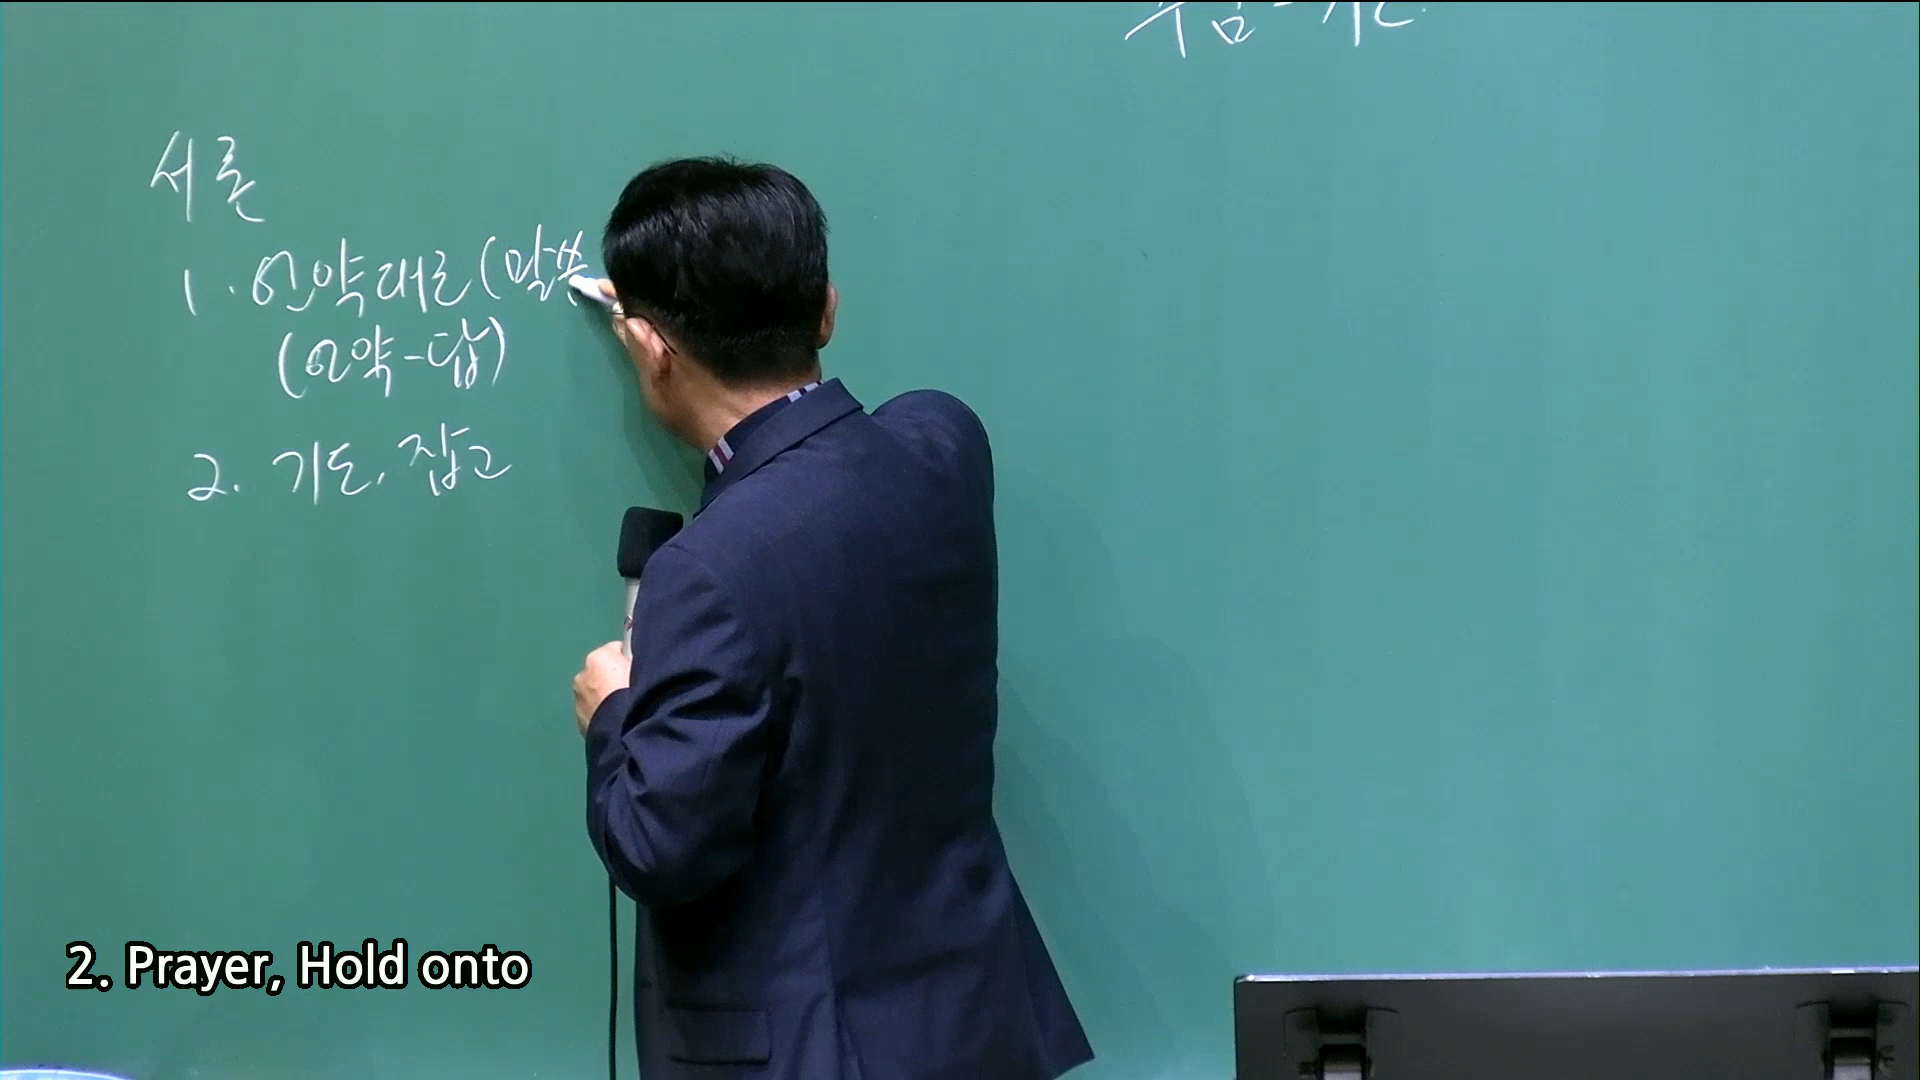 서론
1. 언약대로 (말씀
(언약-답)
2. 기도, 잡고
2. Prayer, Hold onto